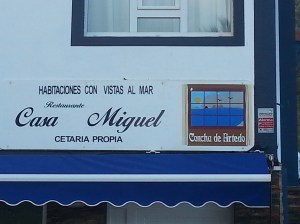 HABITACIONES CON VISTAS AL MAR
Restaurante
Casa Miguel
CETARIA PROPIA
Concha de Artedo